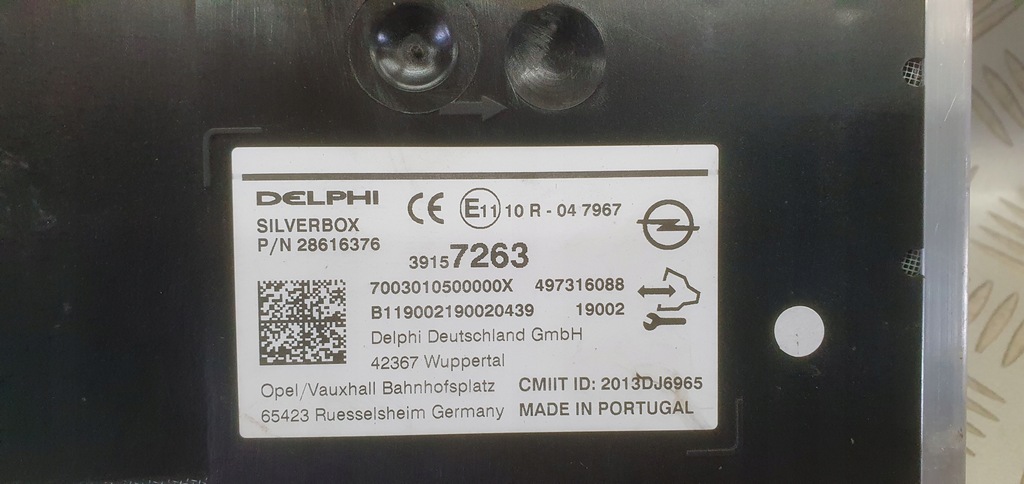 DELPHI
SILVERBOX
P/N 28616376
CE E11 10 R - 04 7967
39157263
7003010500000X 497316088
B119002190020439 19002
Delphi Deutschland GmbH
42367 Wuppertal
Opel/Vauxhall Bahnhofsplatz CMIIT ID: 2013DJ6965
65423 Ruesselsheim Germany MADE IN PORTUGAL